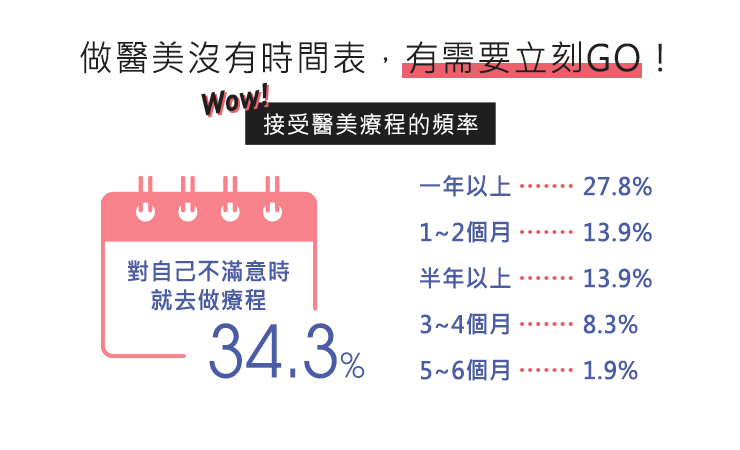 做醫美沒有時間表，有需要立刻GO！
Wow!
接受醫美療程的頻率
對自己不滿意時
就去做療程
34.3%
一年以上 ······· 27.8%
1~2個月 ······· 13.9%
半年以上 ······· 13.9%
3~4個月 ······· 8.3%
5~6個月 ······· 1.9%